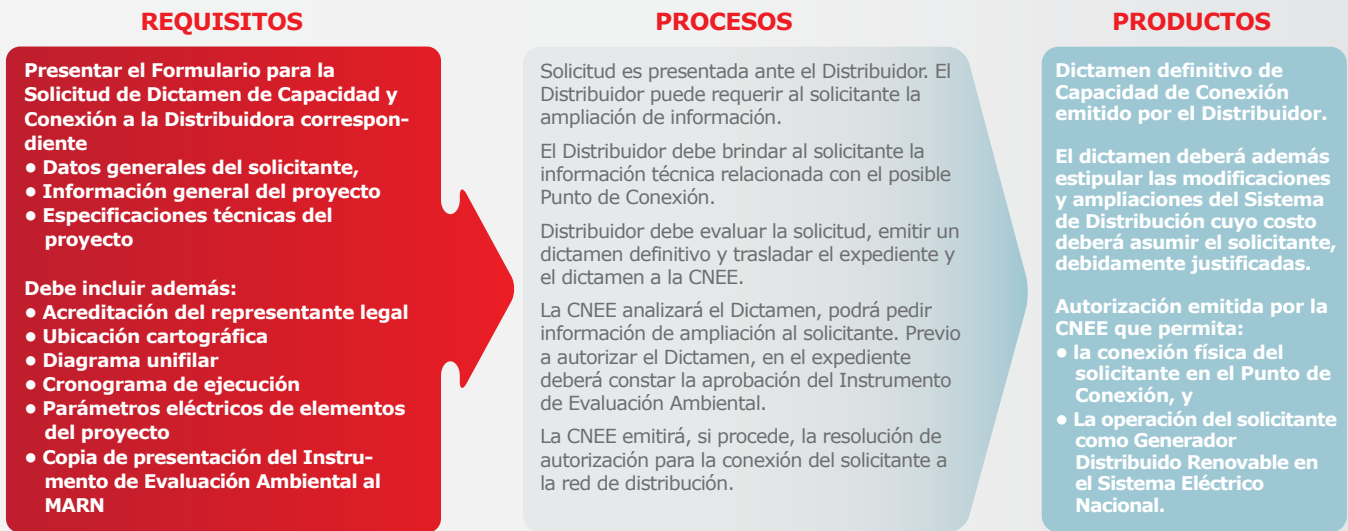 REQUISITOS
Presentar el Formulario para la
Solicitud de Dictamen de Capacidad y
Conexión a la Distribuidora correspon-
diente
• Datos generales del solicitante,
• Información general del proyecto
• Especificaciones técnicas del
proyecto
Debe incluir además:
• Acreditación del representante legal
• Ubicación cartográfica
• Diagrama unifilar
• Cronograma de ejecución
• Parámetros eléctricos de elementos
del proyecto
• Copia de presentación del Instru-
mento de Evaluación Ambiental al
MARN
PROCESOS
Solicitud es presentada ante el Distribuidor. El
Distribuidor puede requerir al solicitante la
ampliación de información.
El Distribuidor debe brindar al solicitante la
información técnica relacionada con el posible
Punto de Conexión.
Distribuidor debe evaluar la solicitud, emitir un
dictamen definitivo y trasladar el expediente y
el dictamen a la CNEE.
La CNEE analizará el Dictamen, podrá pedir
información de ampliación al solicitante. Previo
a autorizar el Dictamen, en el expediente
deberá constar la aprobación del Instrumento
de Evaluación Ambiental.
La CNEE emitirá, si procede, la resolución de
autorización para la conexión del solicitante a
la red de distribución.
PRODUCTOS
Dictamen definitivo de
Capacidad de Conexión
emitido por el Distribuidor.
El dictamen deberá además
estipular las modificaciones
y ampliaciones del Sistema
de Distribución cuyo costo
deberá asumir el solicitante,
debidamente justificadas.
Autorización emitida por la
CNEE que permita:
• la conexión física del
solicitante en el Punto de
Conexión, y
• La operación del solicitante
como Generador
Distribuido Renovable en
el Sistema Eléctrico
Nacional.